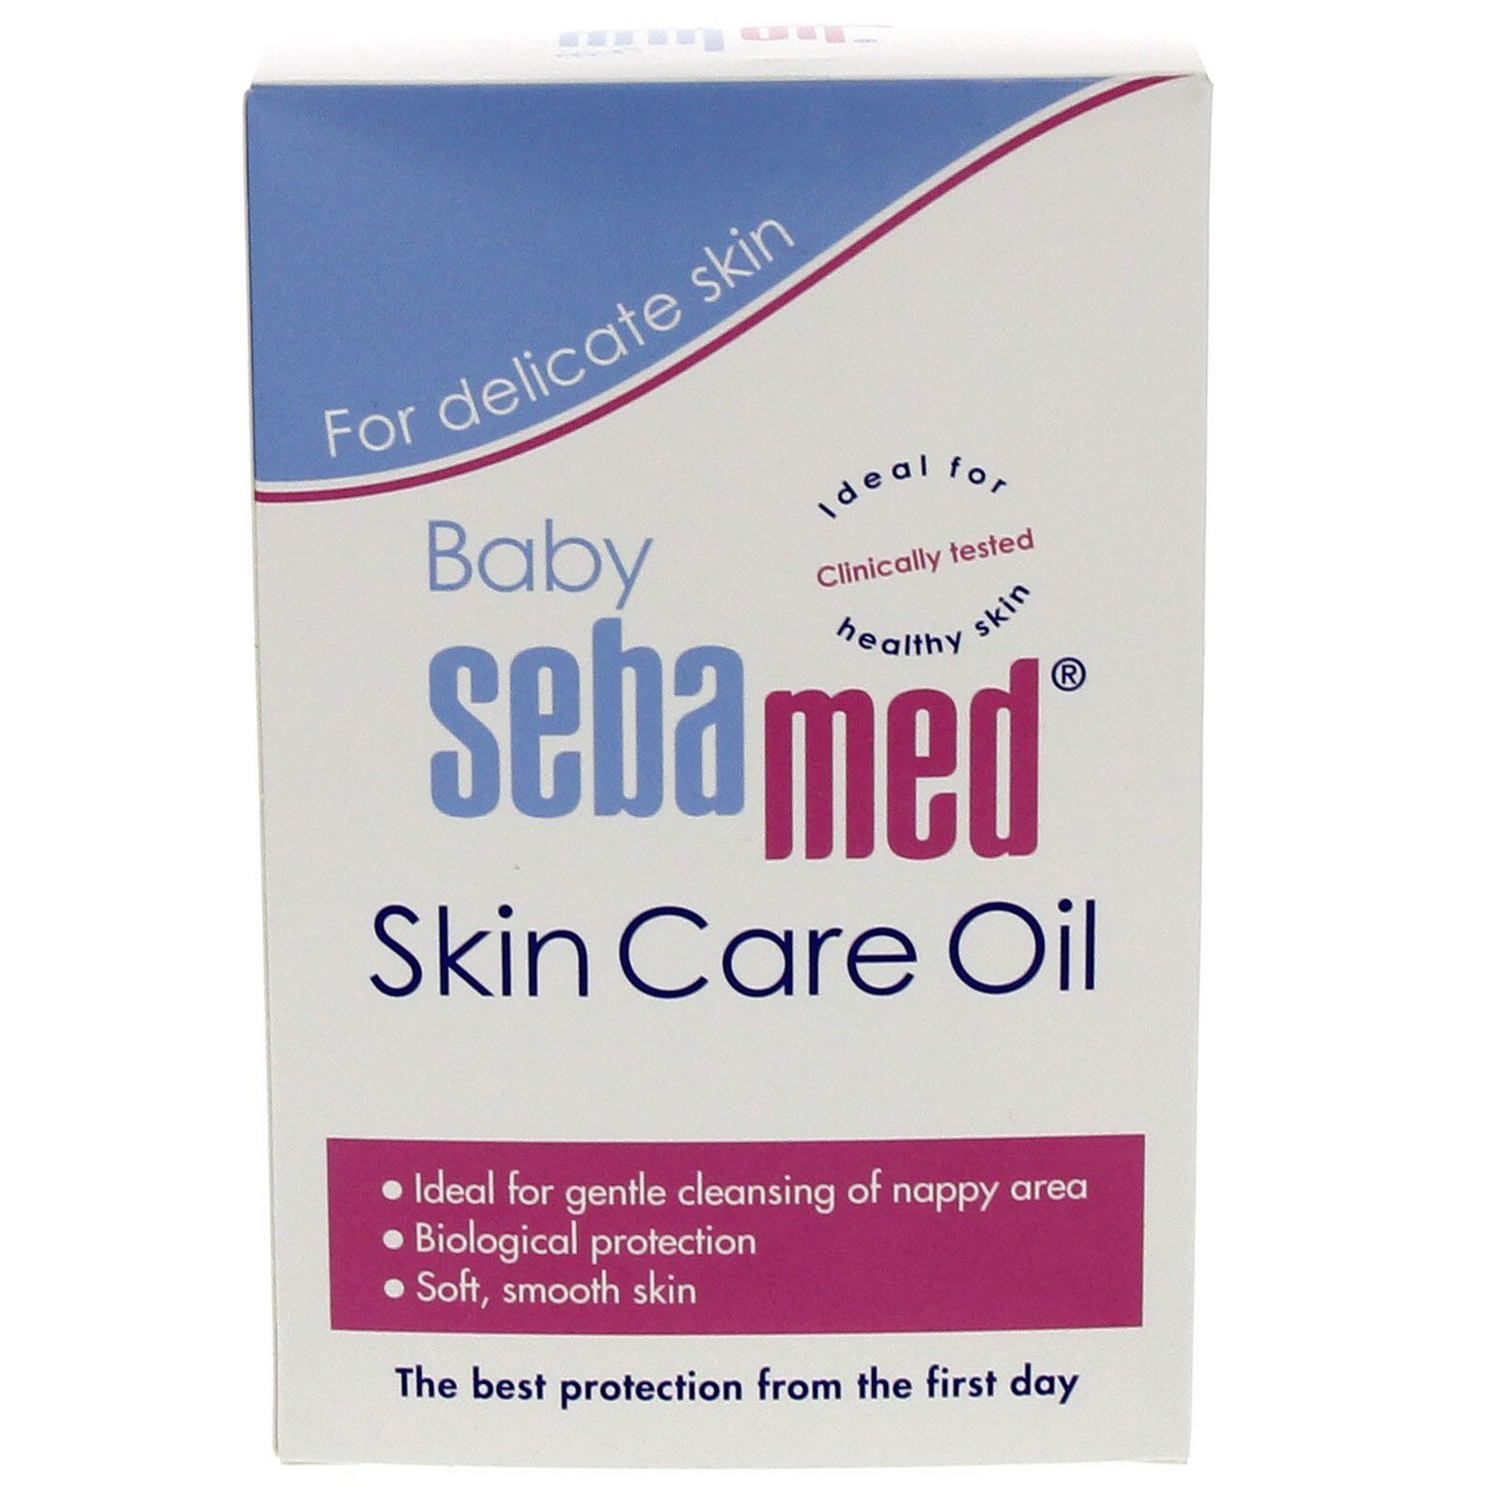 For delicate skin
Ideal for
Clinically tested
healthy skin
Baby
sebamed®
Skin Care Oil
• Ideal for gentle cleansing of nappy area
• Biological protection
• Soft, smooth skin
The best protection from the first day